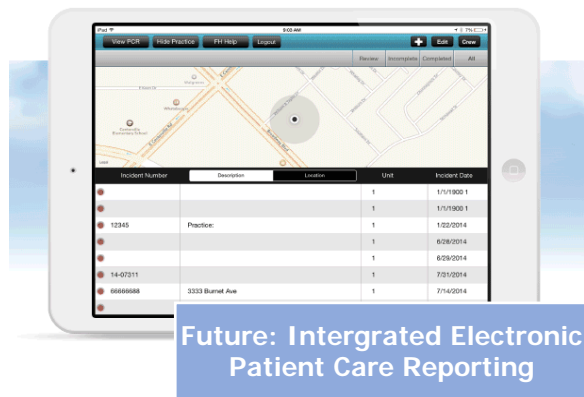 iPad 9:03 AM 7%
View PCR Hide Practice FH Help Logout Edit Crew
Review Incomplete Completed All
Incident Number Description Location Unit Incident Date
1 1/1/1900 1
1 1/1/1900 1
12345 Practice: 1 1/22/2014
1 6/28/2014
1 6/29/2014
14-07311 1 7/31/2014
66666688 3333 Burnet Ave 1 7/14/2014
Future: Intergrated Electronic
Patient Care Reporting